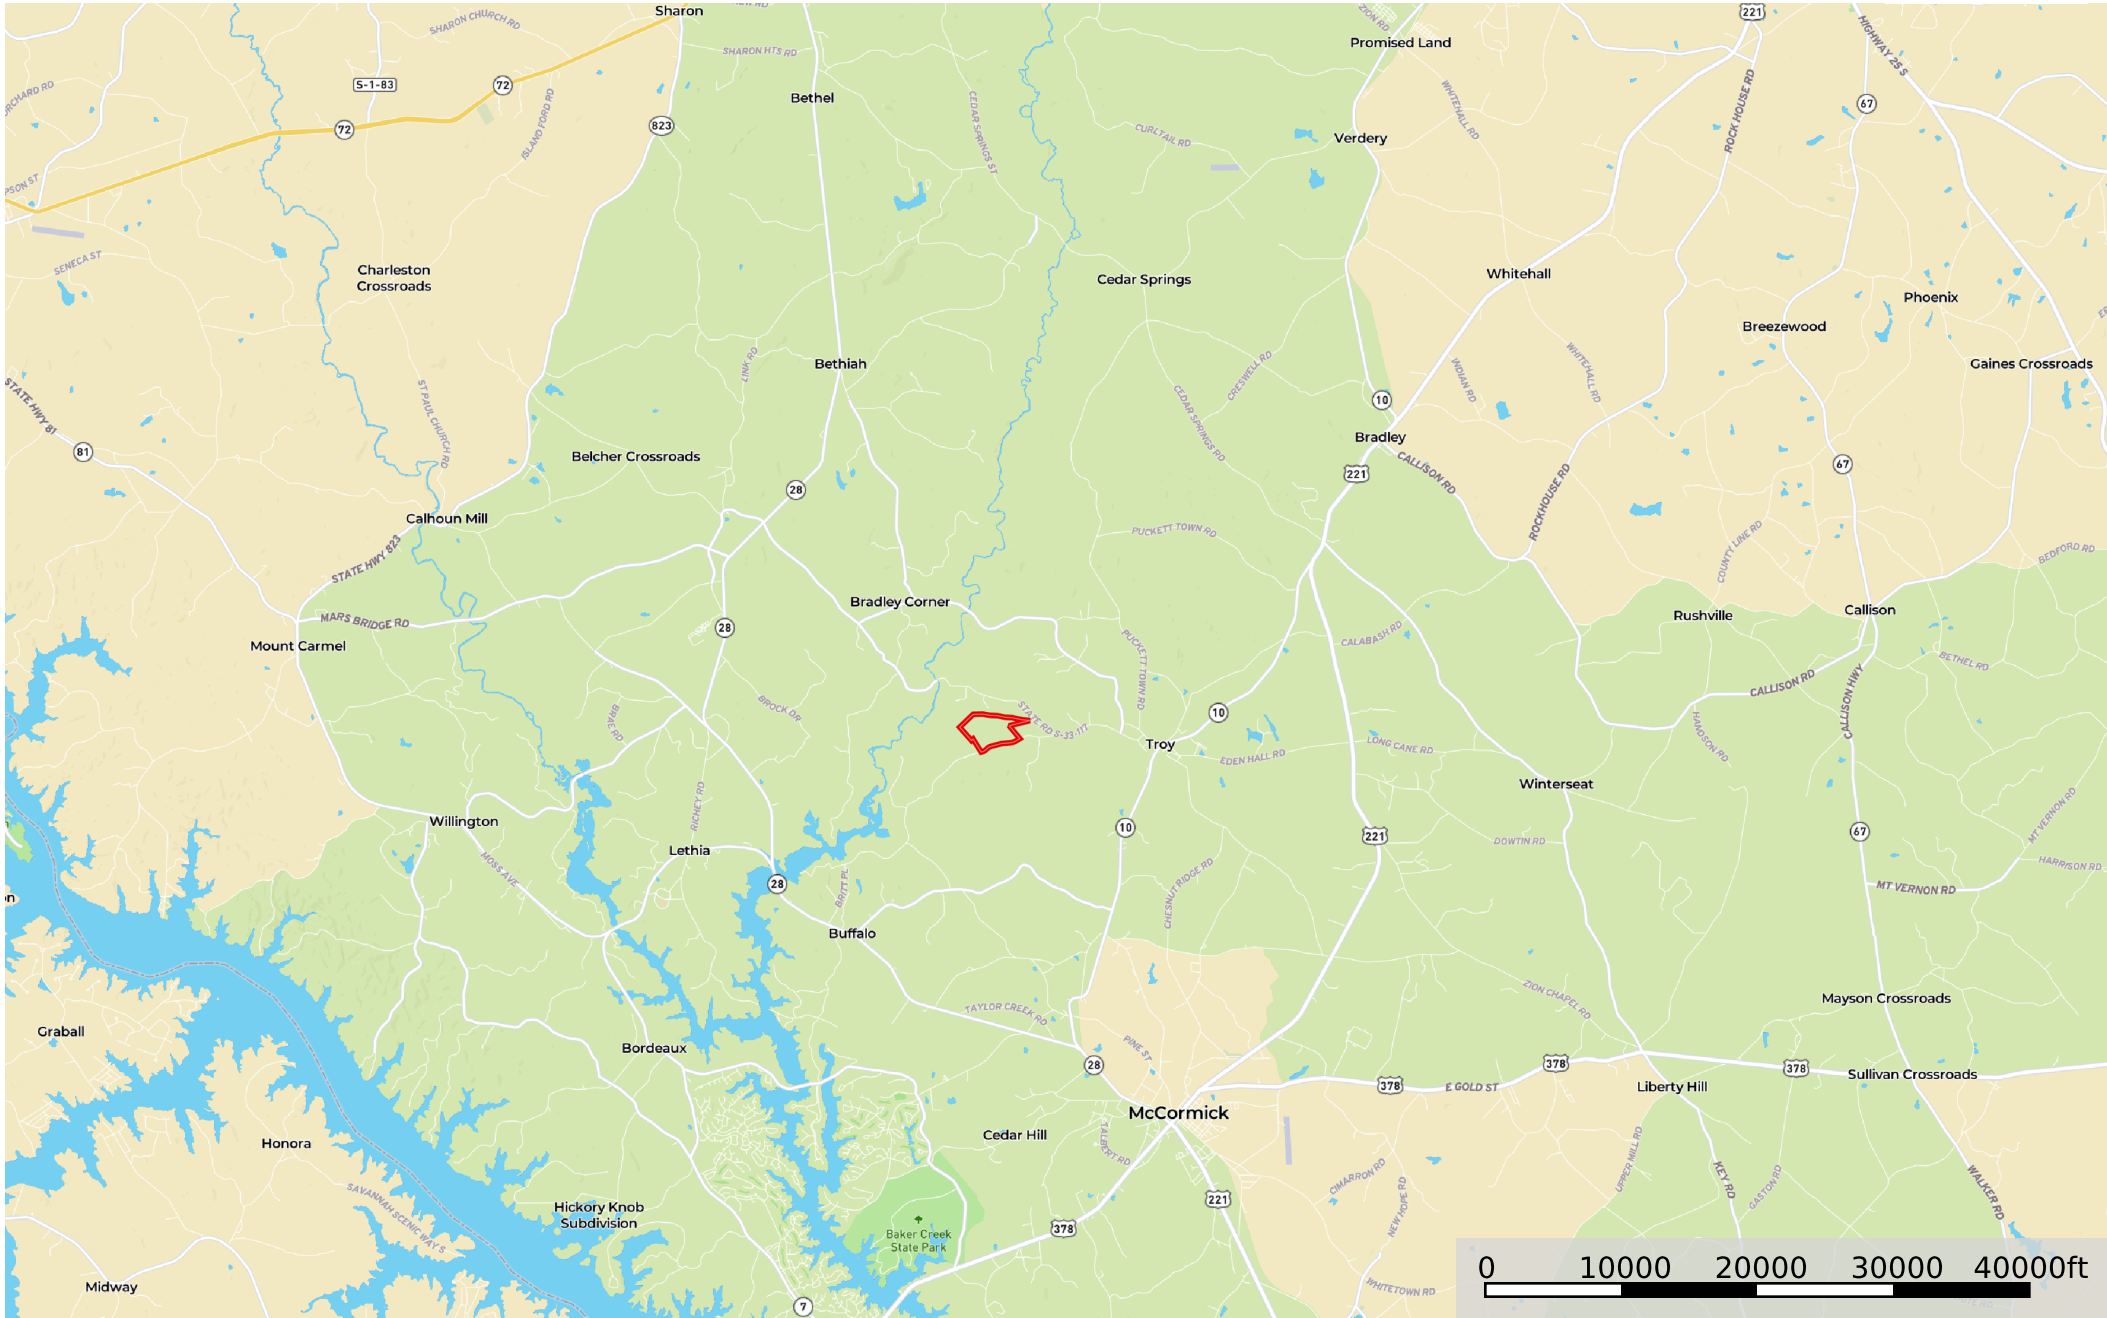 Sharon
SHARON CHURCH RD
ZION RD
221
HIGHWAY 25 S
Promised Land
SHARON HTS RD
S-1-83
72
Bethel
CEDAR SPRINGS ST
WHITEHALL RD
ROCK HOUSE RD
67
72
ISLAND FORD RD
823
CURLTAIL RD
Verdery
SENECA ST
Charleston
Crossroads
Cedar Springs
Whitehall
Phoenix
Breezewood
LINK RD
Bethiah
CRESWELL RD
INDIAN RD
WHITEHALL RD
Gaines Crossroads
STATE HWY 81
ST PAUL CHURCH RD
CEDAR SPRINGS RD
10
Bradley
81
Belcher Crossroads
CALLISON RD
221
67
28
ROCKHOUSE RD
Calhoun Mill
PUCKETT TOWN RD
COUNTY LINE RD
BEDFORD RD
STATE HWY 823
Bradley Corner
MARS BRIDGE RD
28
Rushville
Callison
Mount Carmel
PUCKETT TOWN RD
CALABASH RD
BETHEL RD
CALLISON RD
BRAE RD
BROCK DR
STATE RD S-33-117
10
CALLISON HWY
HANDSON RD
Troy
EDEN HALL RD
LONG CANE RD
Winterseat
RICHEY RD
Willington
10
221
DOWTIN RD
67
MT VERNON RD
Lethia
MOSS AVE
28
BRITT PL
CHESNUT RIDGE RD
MT VERNON RD
HARRISON RD
on
Buffalo
ZION CHAPEL RD
Mayson Crossroads
TAYLOR CREEK RD
Graball
Bordeaux
PINE ST
28
378
E GOLD ST
378
378
Sullivan Crossroads
Liberty Hill
McCormick
Honora
Cedar Hill
TALBERT RD
CIMARRON RD
UPPER MILL RD
KEY RD
GASTON RD
WALKER RD
SAVANNAH SCENIC WAY S
Hickory Knob
Subdivision
221
NEW HOPE RD
378
Baker Creek
State Park
Midway
7
WHITETOWN RD
0 10000 20000 30000 40000ft